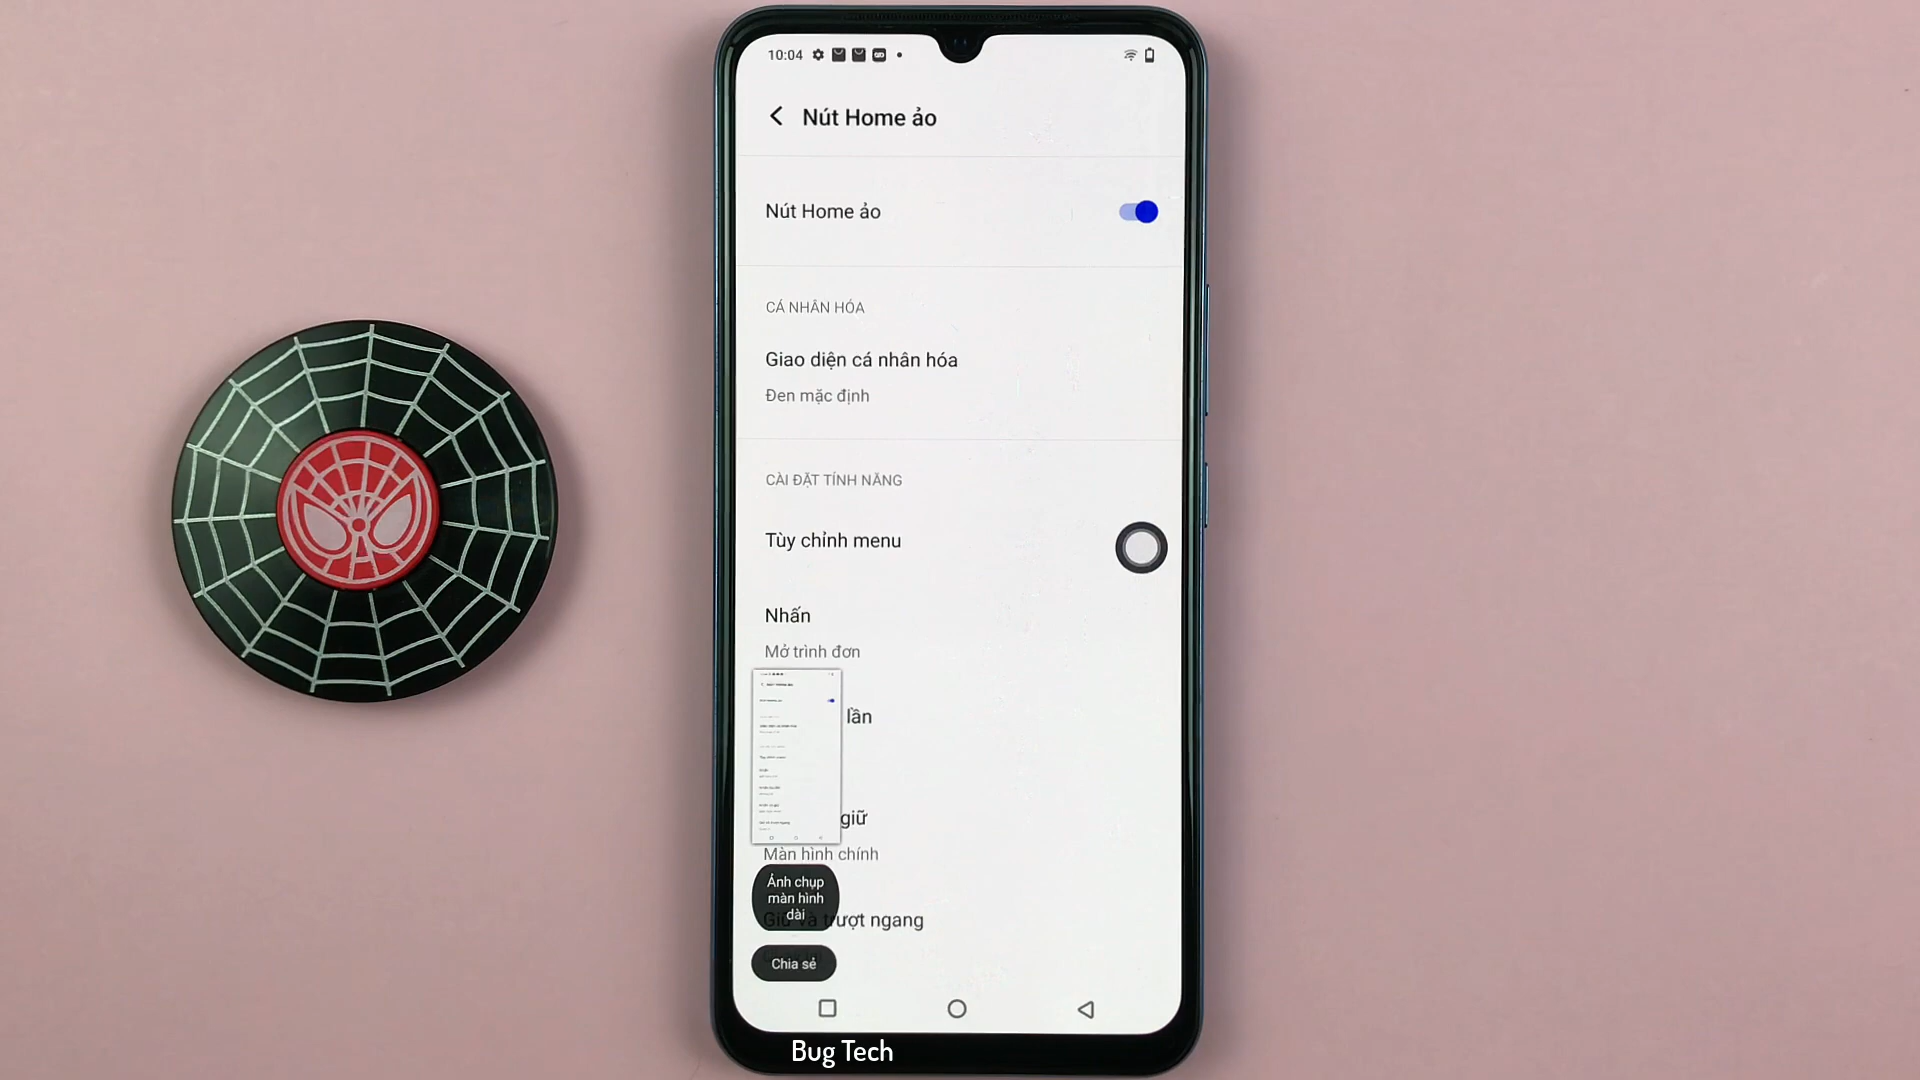 10:04
Nút Home ảo
Nút Home ảo
CÁ NHÂN HÓA
Giao diện cá nhân hóa
Đen mặc định
CÀI ĐẶT TÍNH NĂNG
Tùy chỉnh menu
Nhấn
Mở trình đơn
lần
giữ
Màn hình chính
Ảnh chụp
màn hình
dài
Giữ và trượt ngang
Chia sẻ
Bug Tech